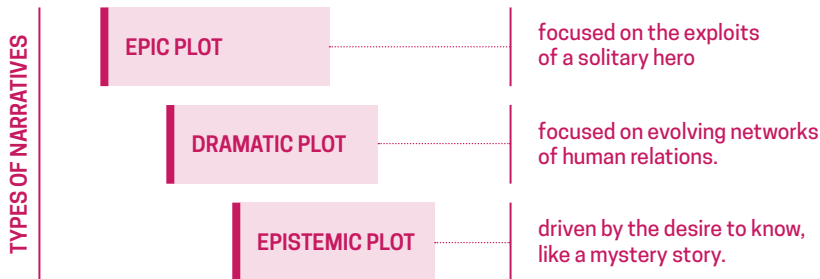 TYPES OF NARRATIVES
EPIC PLOT
focused on the exploits
of a solitary hero
DRAMATIC PLOT
focused on evolving networks
of human relations.
EPISTEMIC PLOT
driven by the desire to know,
like a mystery story.